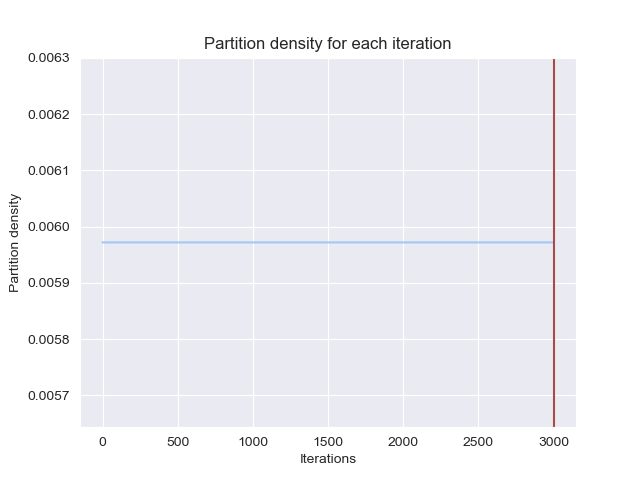 Partition density for each iteration
0.0063
0.0062
0.0061
0.0060
0.0059
0.0058
0.0057
Partition density
0 500 1000 1500 2000 2500 3000
Iterations